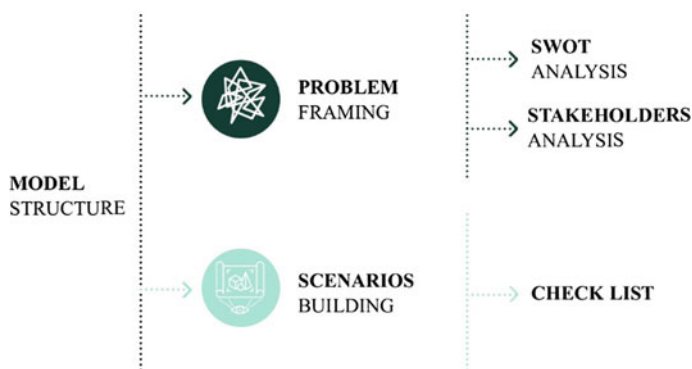 MODEL
STRUCTURE
PROBLEM
FRAMING
SWOT
ANALYSIS
STAKEHOLDERS
ANALYSIS
SCENARIOS
BUILDING
CHECK LIST